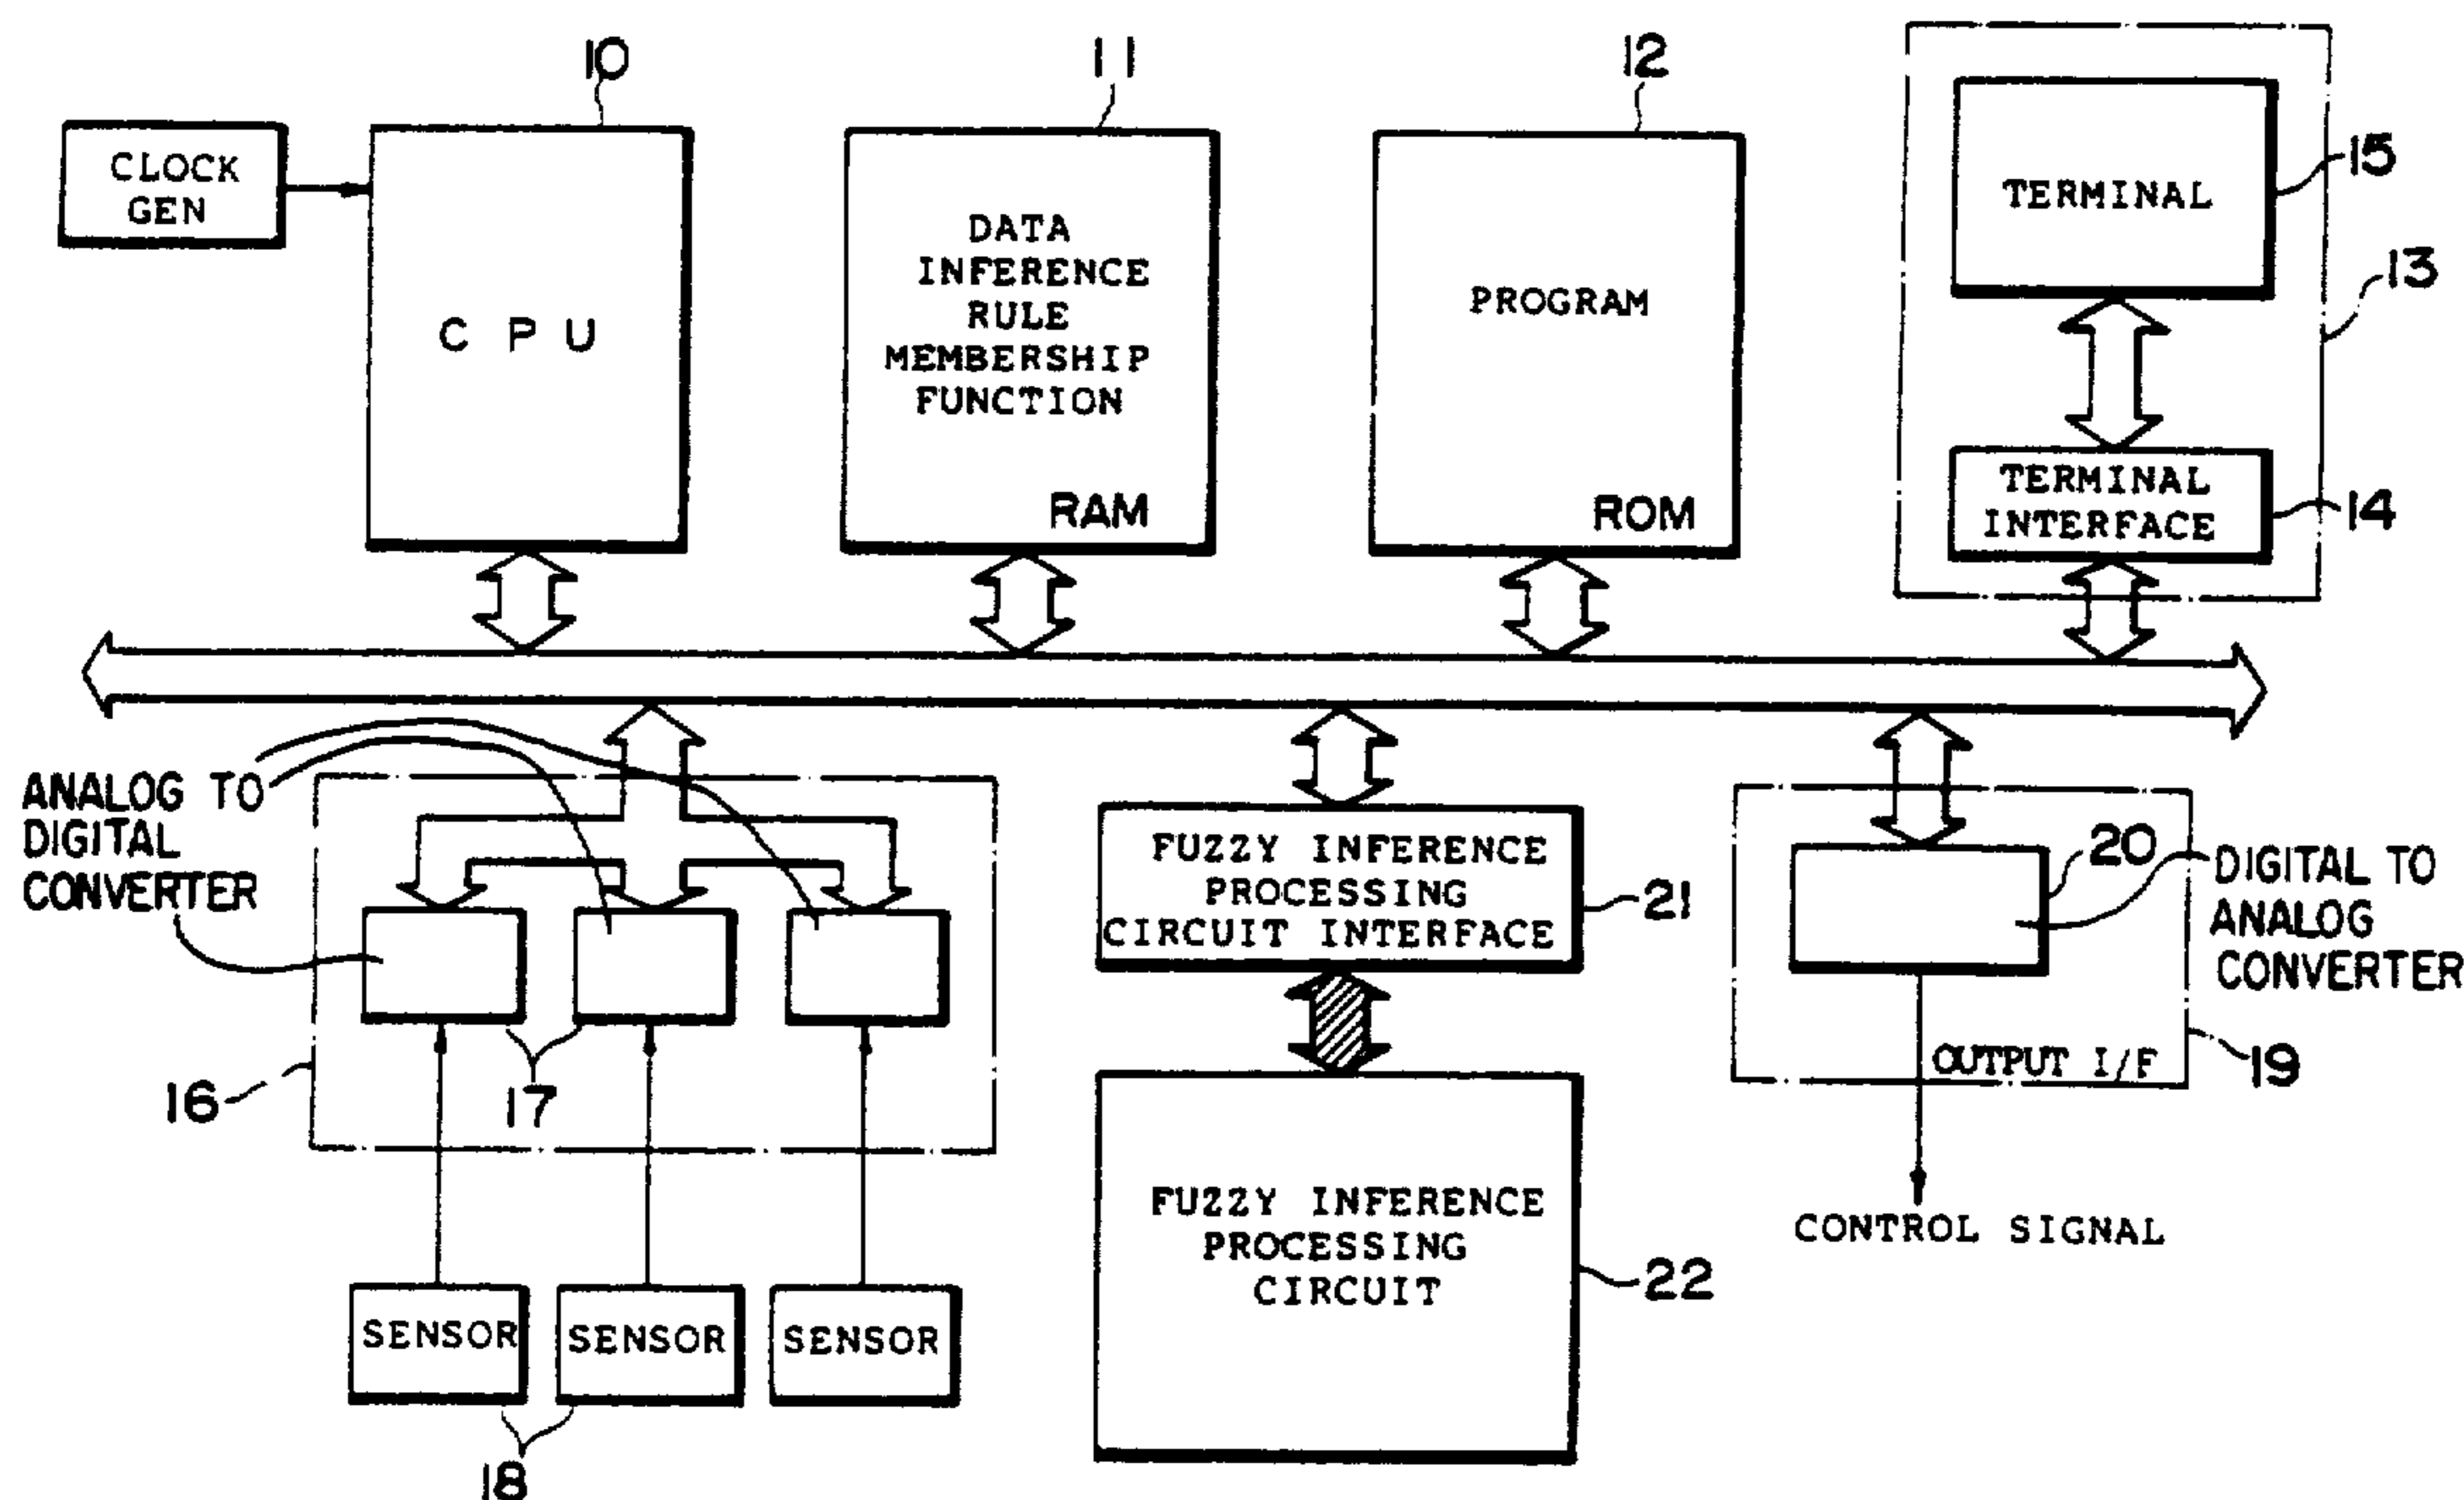 10
11
12
CLOCK
GEN
C P U
DATA
INFERENCE
RULE
MEMBERSHIP
FUNCTION
RAM
PROGRAM
ROM
TERMINAL
15
13
TERMINAL
INTERFACE
14
ANALOG TO
DIGITAL
CONVERTER
16
17
SENSOR
SENSOR
SENSOR
18
FUZZY INFERENCE
PROCESSING
CIRCUIT INTERFACE
21
FUZZY INFERENCE
PROCESSING
CIRCUIT
22
20
DIGITAL TO
ANALOG
CONVERTER
OUTPUT I/F
19
CONTROL SIGNAL